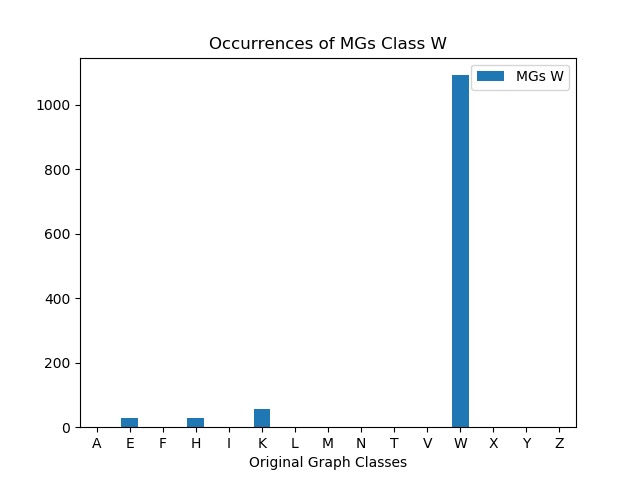 Occurrences of MGs Class W
MGs W
1000
800
600
400
200
0
A E F H I K L M N T V W X Y Z
Original Graph Classes